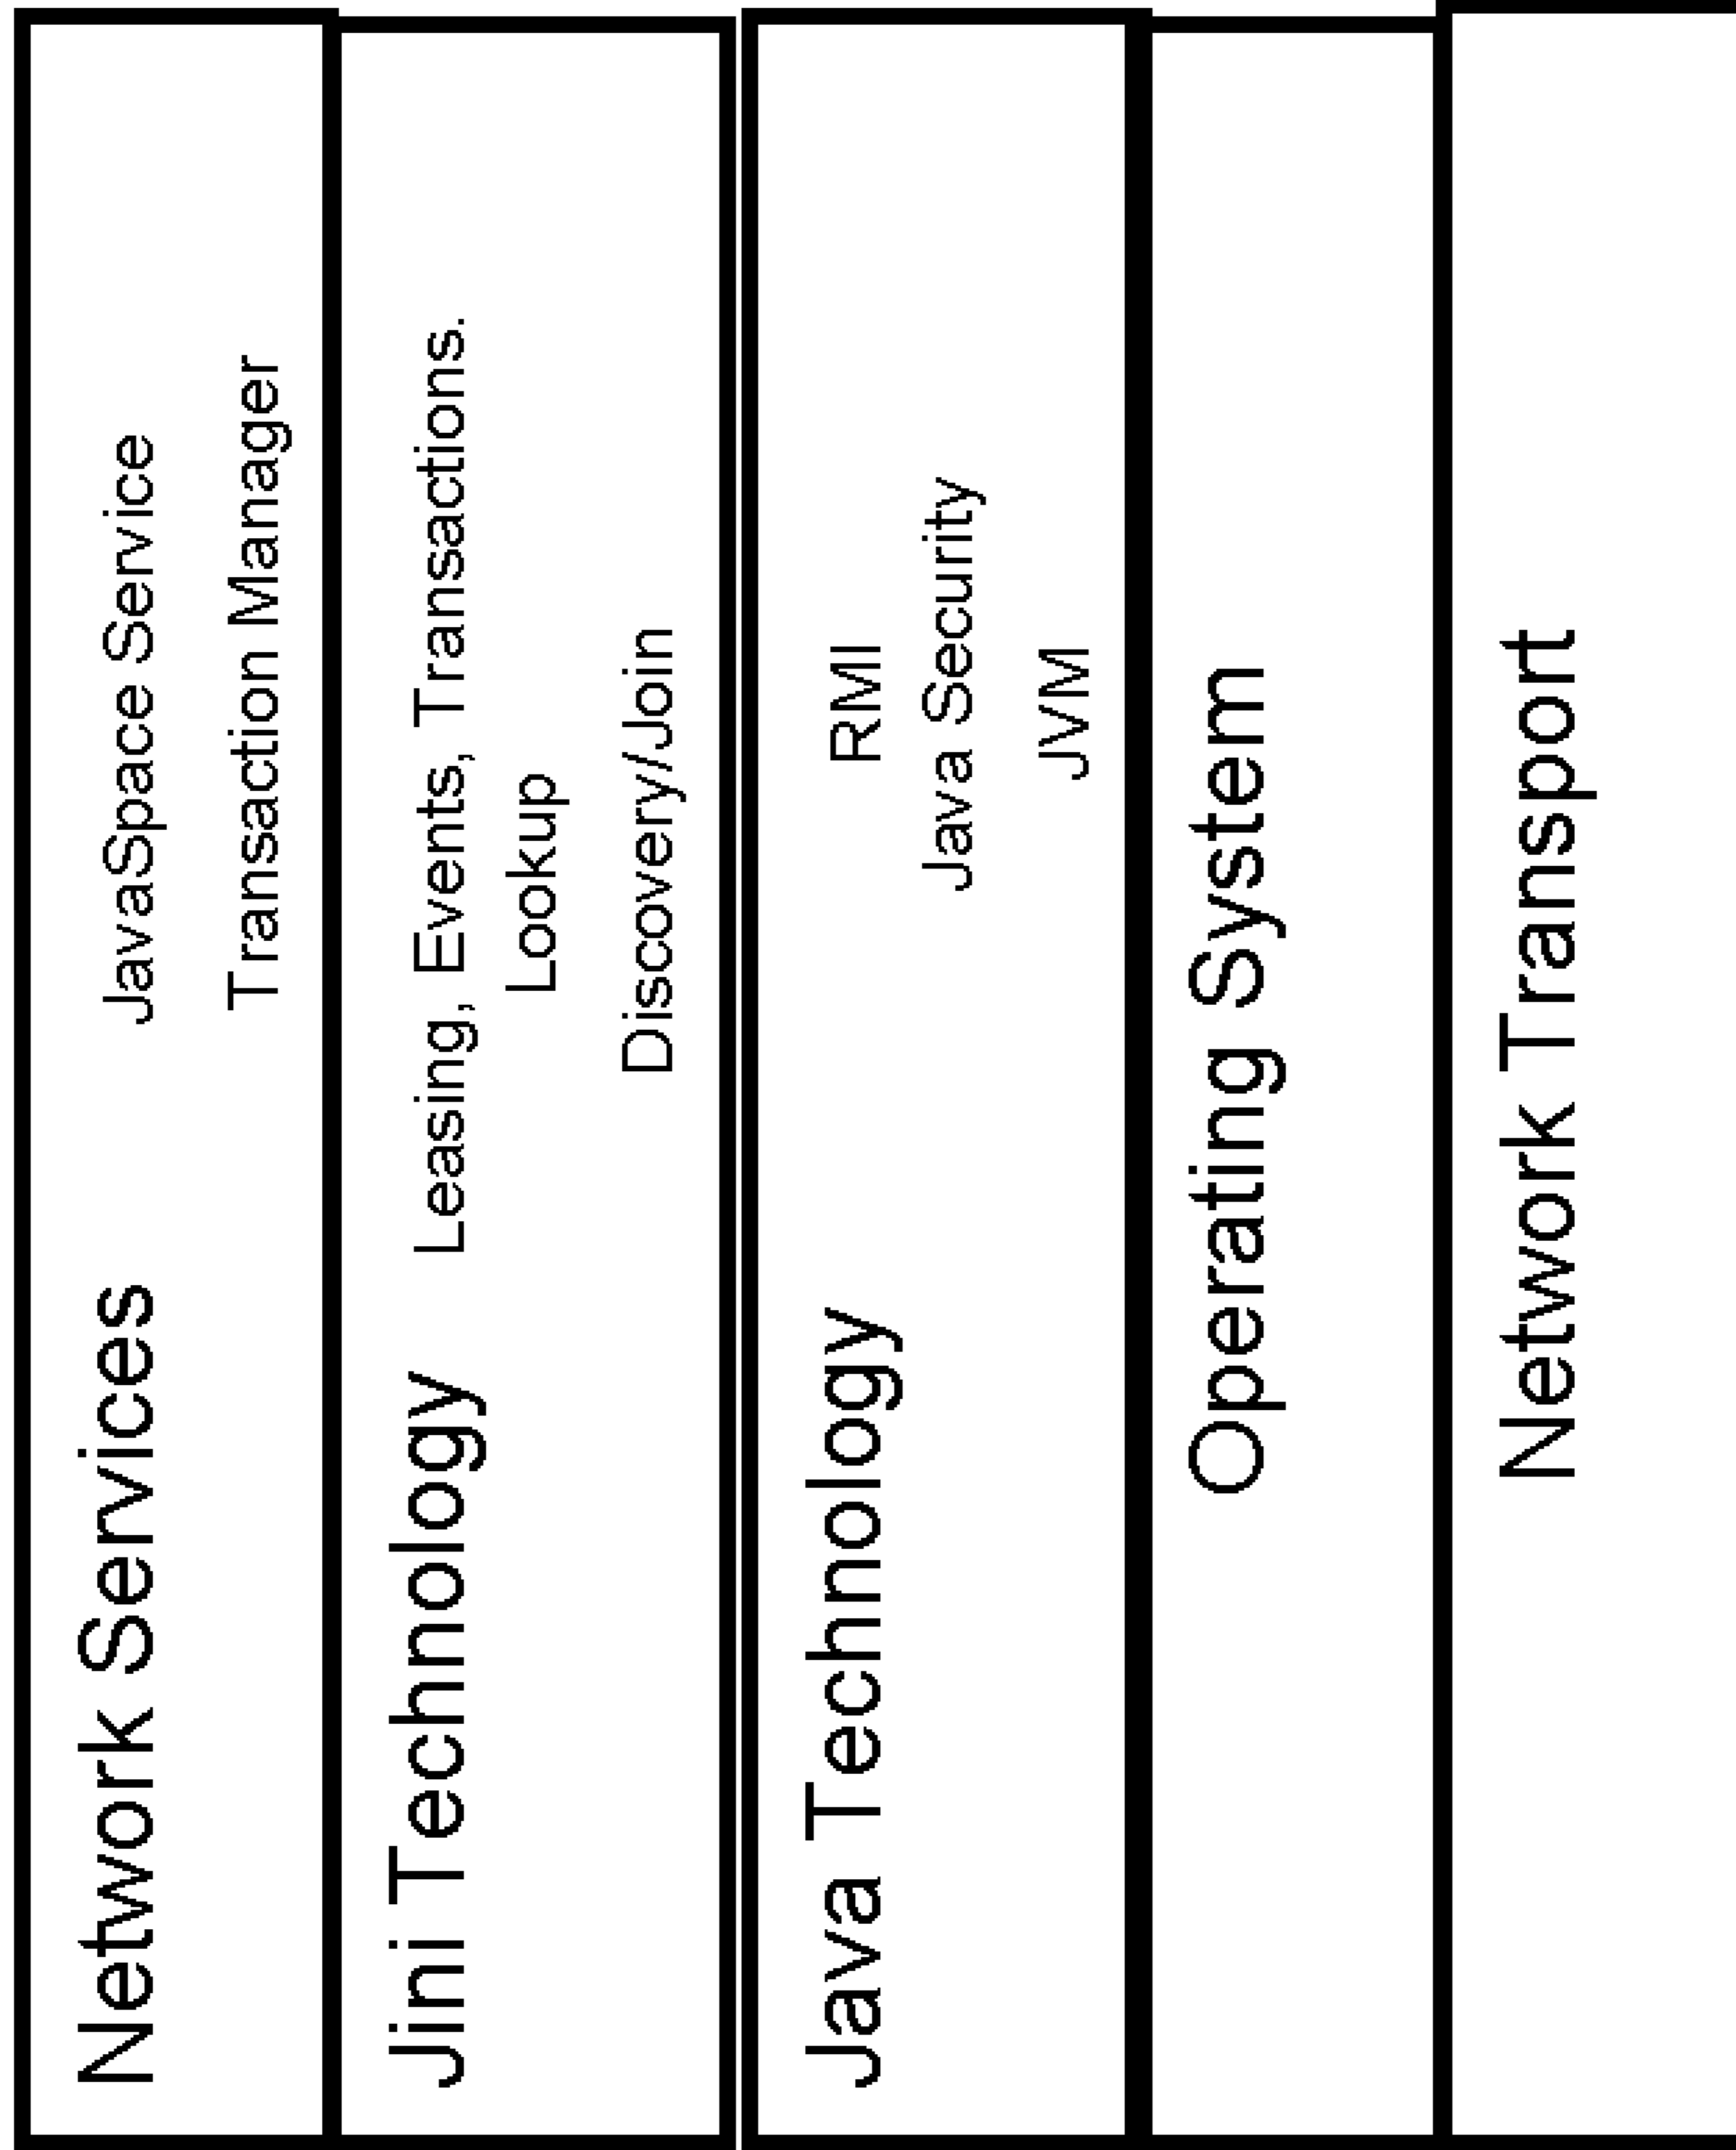 Network Services
JavaSpace Service
Transaction Manager
Jini Technology
Leasing, Events, Transactions.
Lookup
Discovery/Join
Java Technology
RMI
Java Security
JVM
Operating System
Network Transport